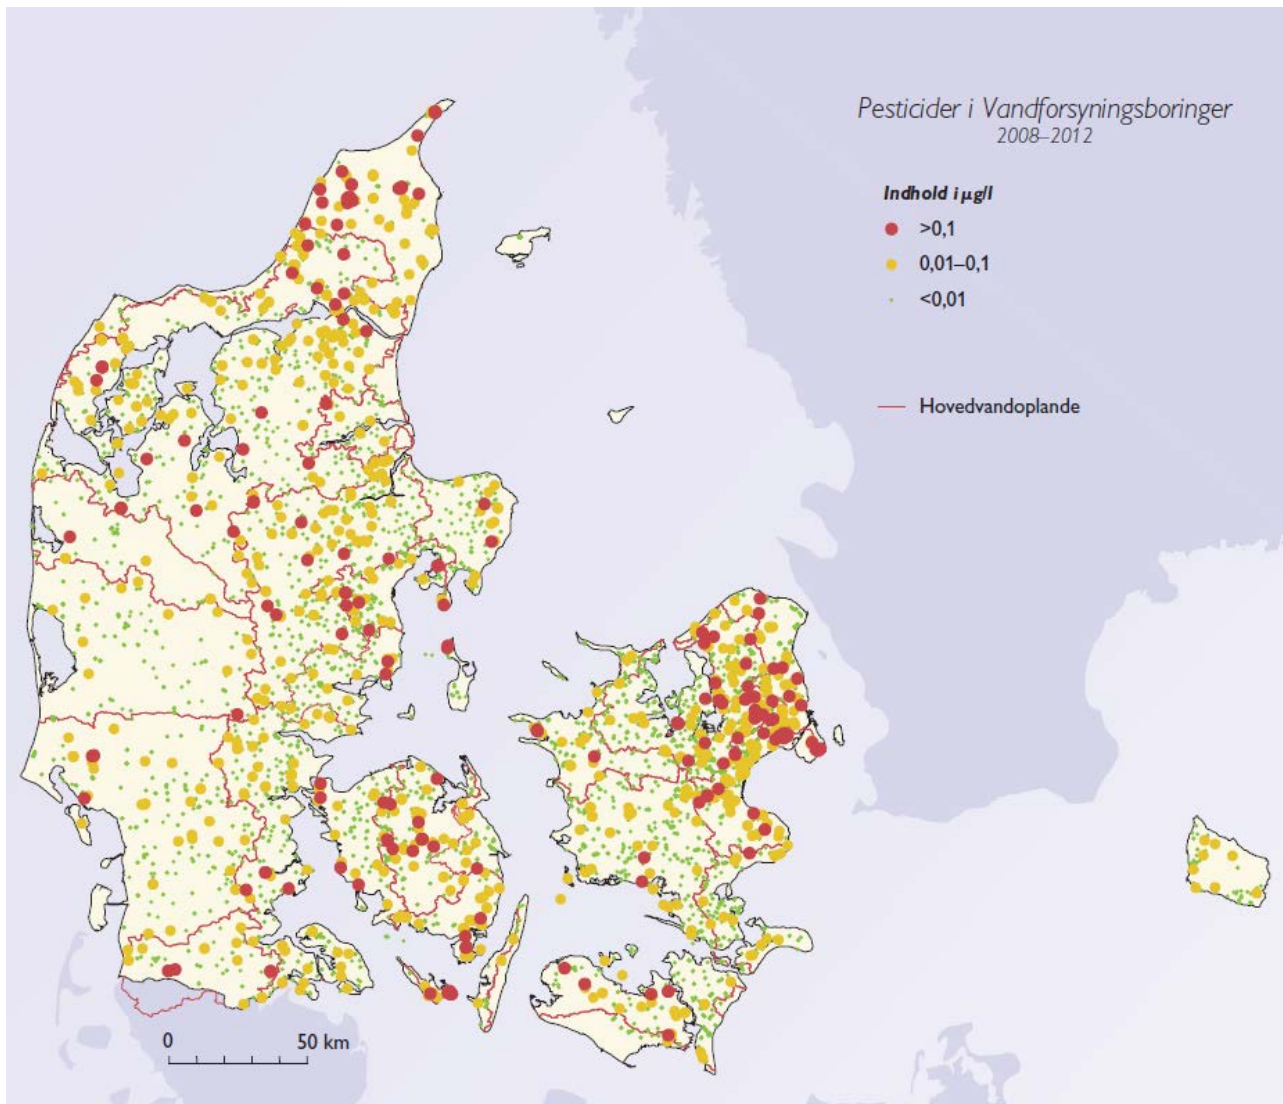 Pesticider i Vandforsyningsboringer
2008–2012
Indhold i µg/l
>0,1
0,01–0,1
<0,01
Hovedvandoplande
0 50 km